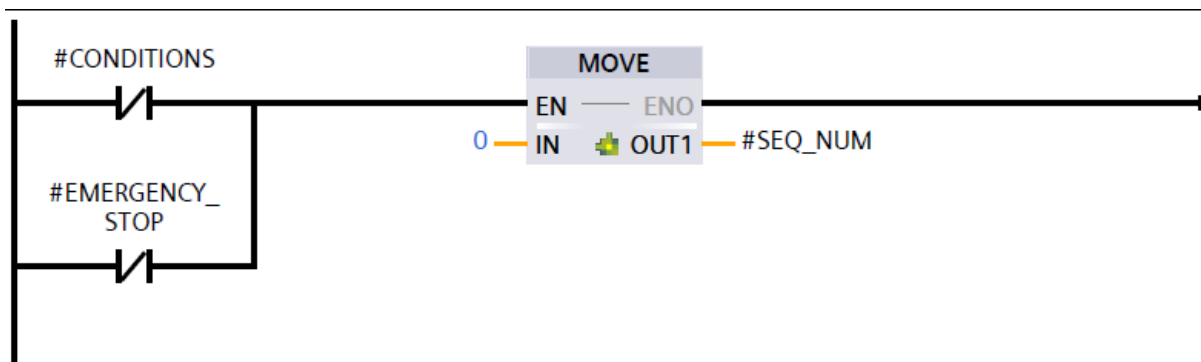 #CONDITIONS
MOVE
EN ENO
0 IN OUT1 #SEQ_NUM
#EMERGENCY_
STOP